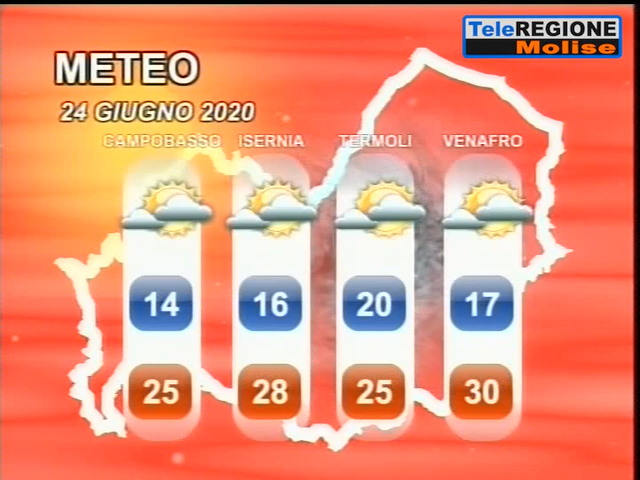 TeleREGIONE
Molise
METEO
24 GIUGNO 2020
CAMPOBASSO ISERNIA TERMOLI VENAFRO
14 16 20 17
25 28 25 30